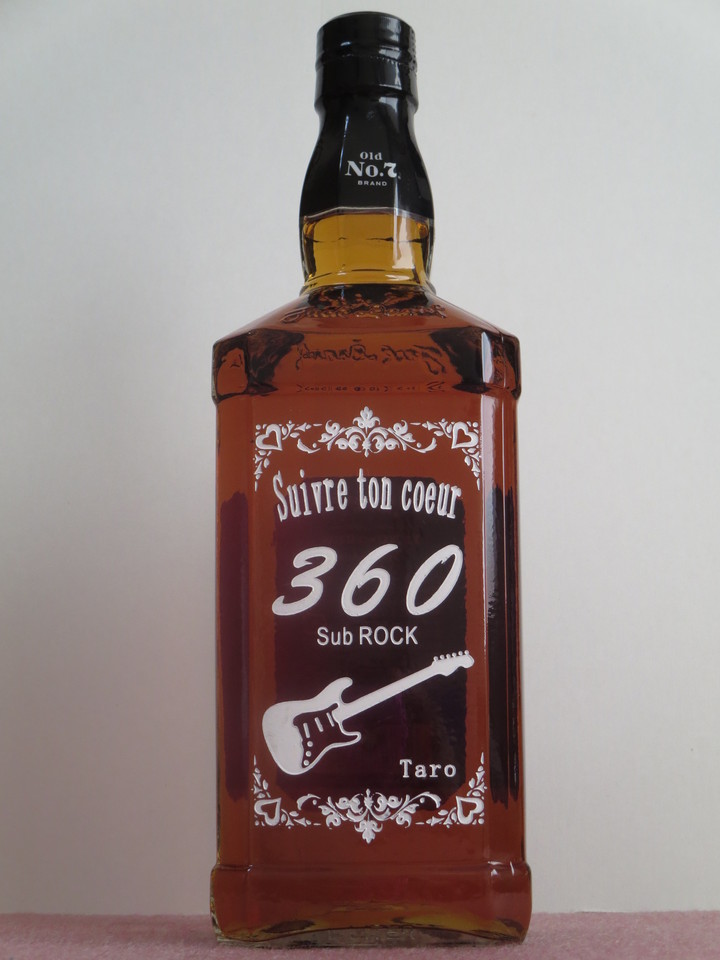 Old
No.7
BRAND
Suivre ton coeur
360
Sub ROCK
Taro